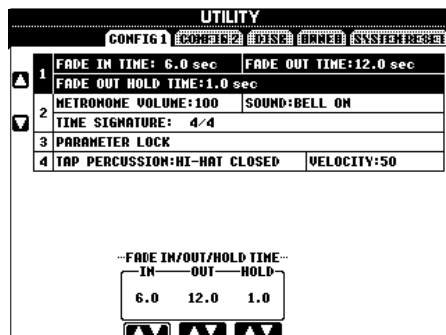 UTILITY
CONFIG 1 CONFIG 2 DISK OWNER SYSTEM RESET
1 FADE IN TIME: 6.0 sec FADE OUT TIME:12.0 sec
FADE OUT HOLD TIME:1.0 sec
2 METRONOME VOLUME:100 SOUND:BELL ON
TIME SIGNATURE: 4/4
3 PARAMETER LOCK
4 TAP PERCUSSION:HI-HAT CLOSED VELOCITY:50
FADE IN/OUT/HOLD TIME
IN OUT HOLD
6.0 12.0 1.0